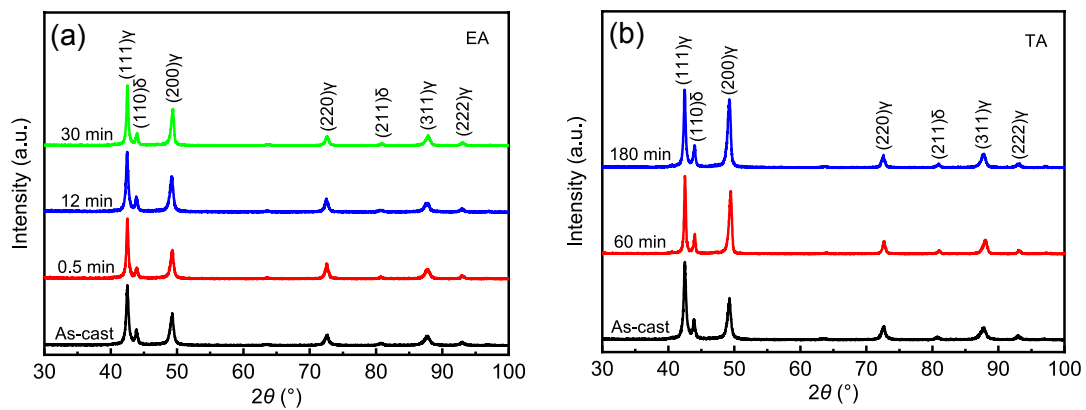 (a)
EA
(111)γ
(110)δ
(200)γ
(220)γ
(211)δ
(311)γ
(222)γ
30 min
12 min
0.5 min
As-cast
Intensity (a.u.)
30 40 50 60 70 80 90 100
2θ (°)
(b)
TA
(111)γ
(110)δ
(200)γ
(220)γ
(211)δ
(311)γ
(222)γ
180 min
60 min
As-cast
Intensity (a.u.)
30 40 50 60 70 80 90 100
2θ (°)